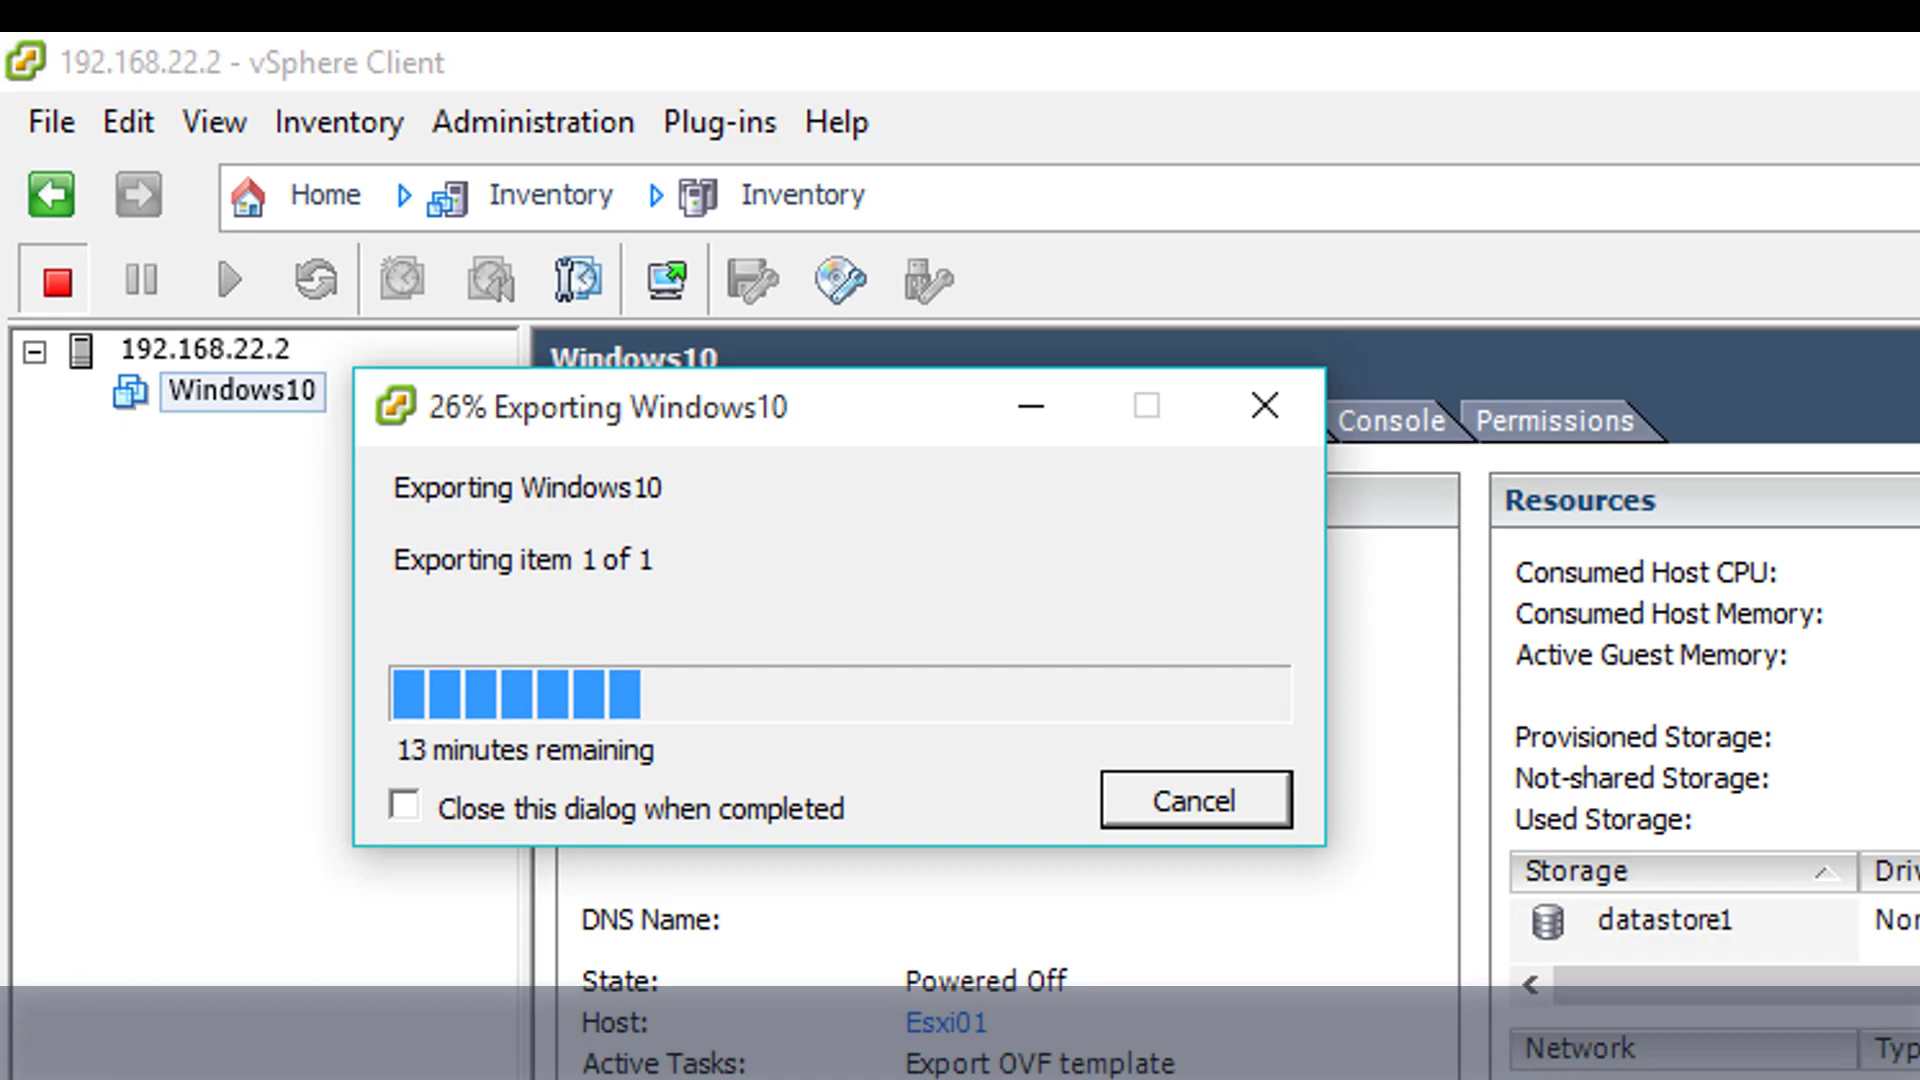 192.168.22.2 - vSphere Client
File Edit View Inventory Administration Plug-ins Help
Home Inventory Inventory
192.168.22.2
Windows10
Windows10
Console Permissions
26% Exporting Windows10
Exporting Windows10
Exporting item 1 of 1
13 minutes remaining
Close this dialog when completed
Cancel
DNS Name:
State: Powered Off
Host: Esxi01
Active Tasks: Export OVF template
Resources
Consumed Host CPU:
Consumed Host Memory:
Active Guest Memory:
Provisioned Storage:
Not-shared Storage:
Used Storage:
Storage
datastore1
Network